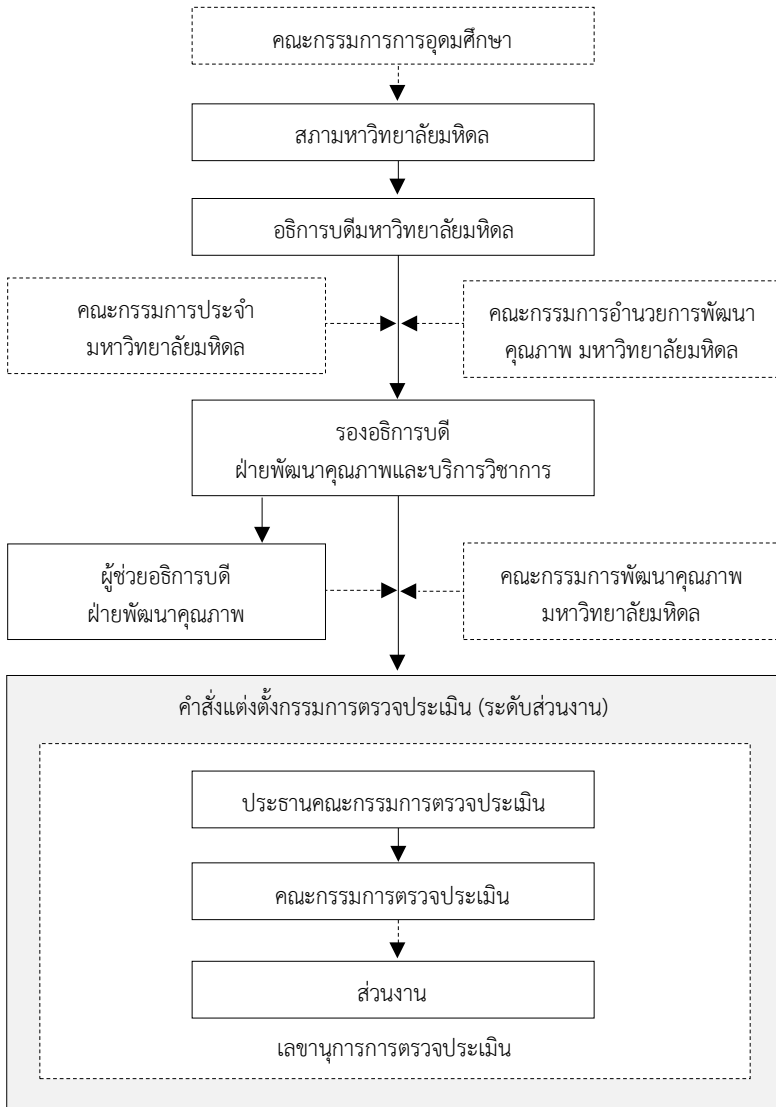 คณะกรรมการการอุดมศึกษา
สภามหาวิทยาลัยมหิดล
อธิการบดีมหาวิทยาลัยมหิดล
คณะกรรมการประจำ
มหาวิทยาลัยมหิดล
คณะกรรมการอำนวยการพัฒนา
คุณภาพ มหาวิทยาลัยมหิดล
รองอธิการบดี
ฝ่ายพัฒนาคุณภาพและบริการวิชาการ
ผู้ช่วยอธิการบดี
ฝ่ายพัฒนาคุณภาพ
คณะกรรมการพัฒนาคุณภาพ
มหาวิทยาลัยมหิดล
คำสั่งแต่งตั้งกรรมการตรวจประเมิน (ระดับส่วนงาน)
ประธานคณะกรรมการตรวจประเมิน
คณะกรรมการตรวจประเมิน
ส่วนงาน
เลขานุการการตรวจประเมิน